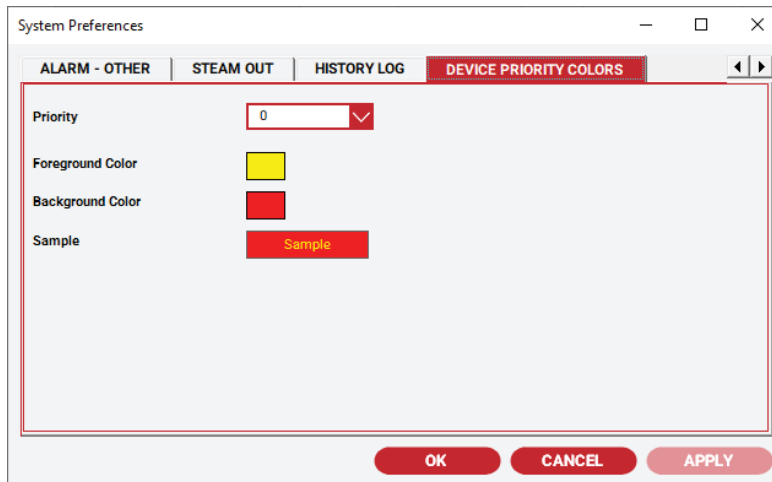 System Preferences
ALARM - OTHER STEAM OUT HISTORY LOG DEVICE PRIORITY COLORS
Priority 0
Foreground Color
Background Color
Sample Sample
OK CANCEL APPLY